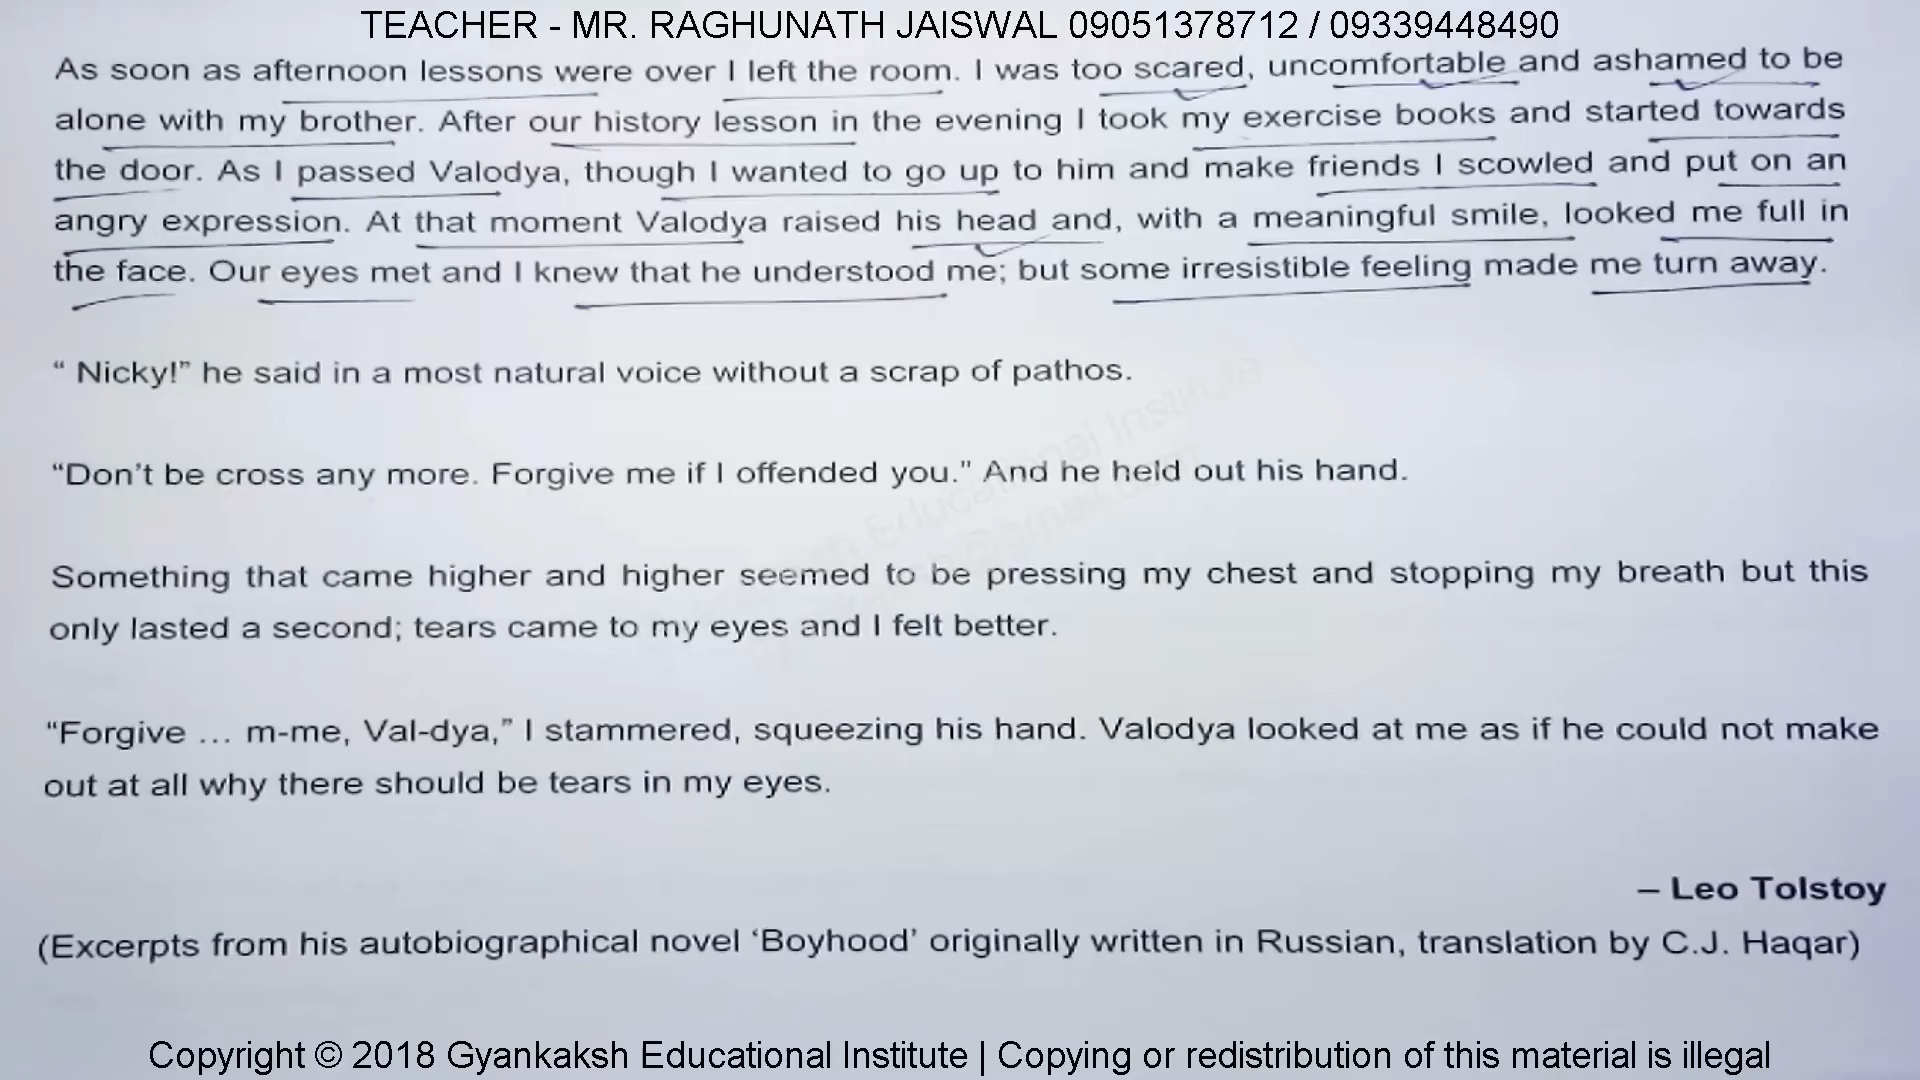 TEACHER - MR. RAGHUNATH JAISWAL 09051378712 / 09339448490
As soon as afternoon lessons were over I left the room. I was too scared, uncomfortable and ashamed to be
alone with my brother. After our history lesson in the evening I took my exercise books and started towards
the door. As I passed Valodya, though I wanted to go up to him and make friends I scowled and put on an
angry expression. At that moment Valodya raised his head and, with a meaningful smile, looked me full in
the face. Our eyes met and I knew that he understood me; but some irresistible feeling made me turn away.
“ Nicky!” he said in a most natural voice without a scrap of pathos.
“Don’t be cross any more. Forgive me if I offended you.” And he held out his hand.
Something that came higher and higher seemed to be pressing my chest and stopping my breath but this
only lasted a second; tears came to my eyes and I felt better.
“Forgive ... m-me, Val-dya,” I stammered, squeezing his hand. Valodya looked at me as if he could not make
out at all why there should be tears in my eyes.
– Leo Tolstoy
(Excerpts from his autobiographical novel ‘Boyhood’ originally written in Russian, translation by C.J. Haqar)
Copyright © 2018 Gyankaksh Educational Institute | Copying or redistribution of this material is illegal